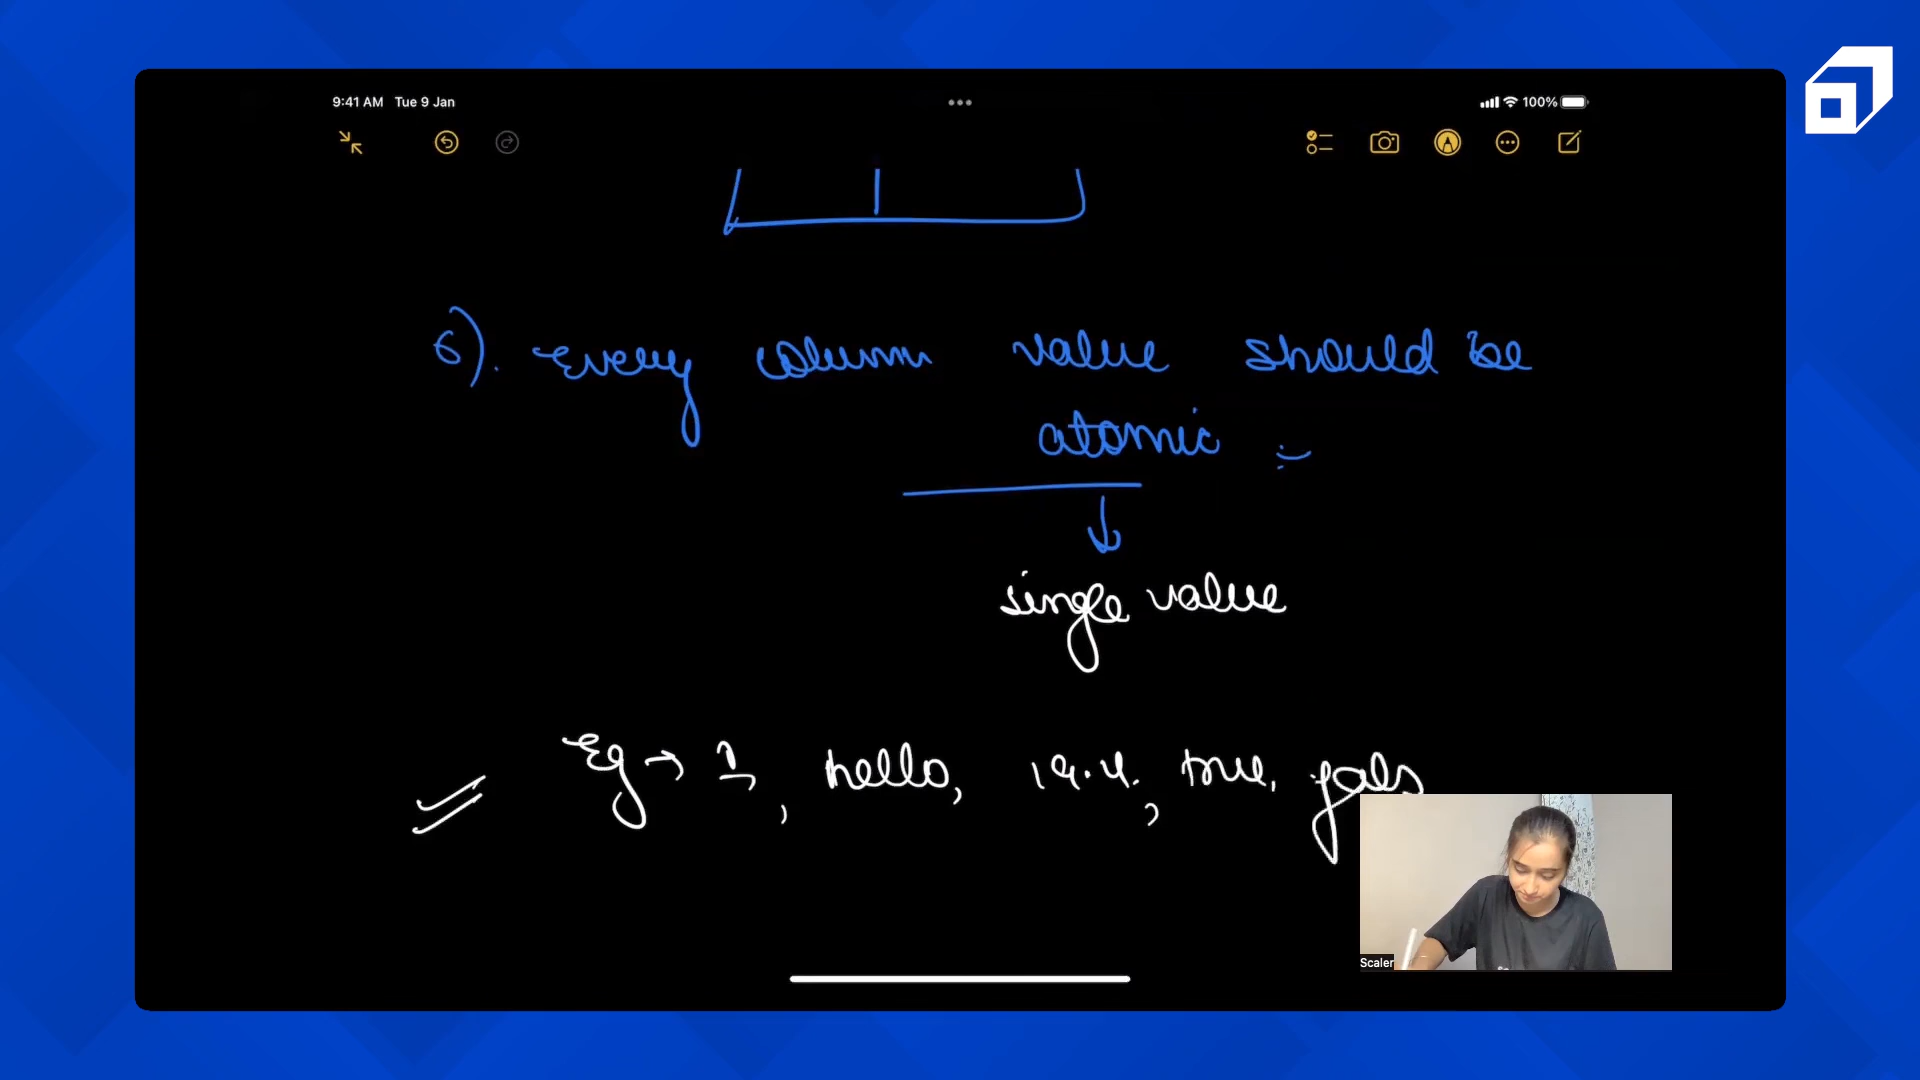 9:41 AM Tue 9 Jan
100%
6). Every column value should be
atomic :-
single value
Eg → 1, hello, 19.4, true, fals
Scaler